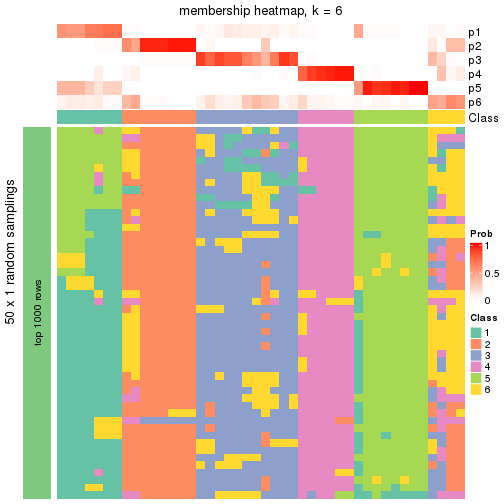 membership heatmap, k = 6
p1
p2
p3
p4
p5
p6
Class
50 x 1 random samplings
top 1000 rows
Prob
1
0.5
0
Class
1
2
3
4
5
6